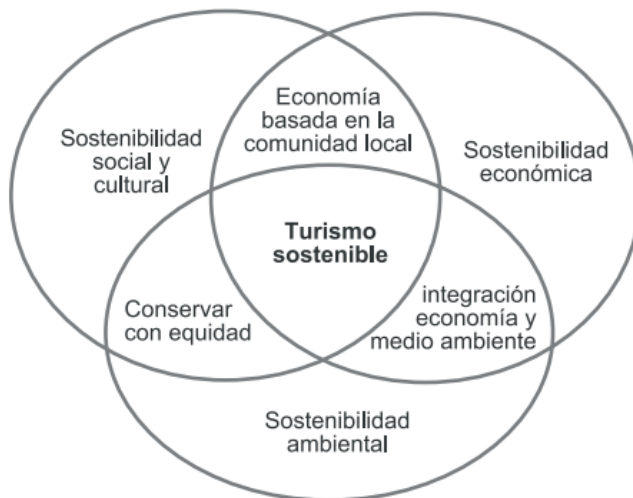 Economía
basada en la
comunidad local
Sostenibilidad
social y
cultural
Sostenibilidad
económica
Turismo
sostenible
Conservar
con equidad
integración
economía y
medio ambiente
Sostenibilidad
ambiental